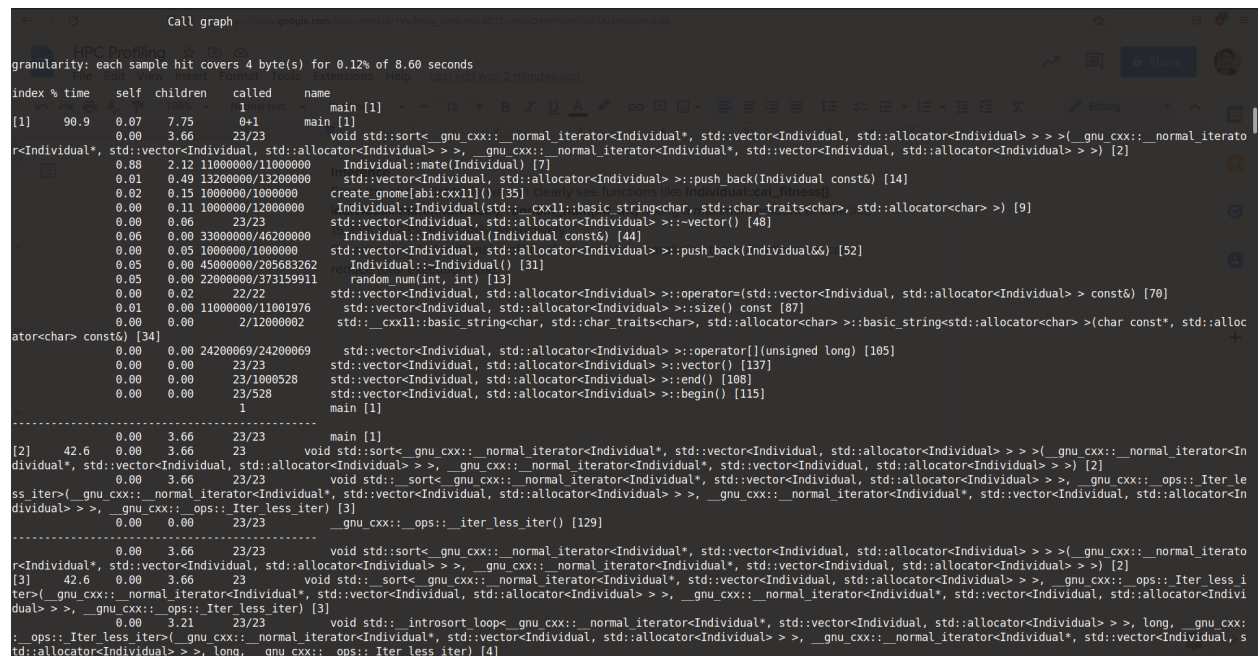 Call graph
granularity: each sample hit covers 4 byte(s) for 0.12% of 8.60 seconds
index % time    self  children    called     name
1             main [1]
[1]     90.9    0.07    7.75       0+1       main [1]
0.00    3.66      23/23          void std::sort<__gnu_cxx::__normal_iterator<Individual*, std::vector<Individual, std::allocator<Individual> > > >(__gnu_cxx::__normal_iterato
r<Individual*, std::vector<Individual, std::allocator<Individual> > >, __gnu_cxx::__normal_iterator<Individual*, std::vector<Individual, std::allocator<Individual> > >) [2]
0.88    2.12 11000000/11000000     Individual::mate(Individual) [7]
0.01    0.49 13200000/13200000     std::vector<Individual, std::allocator<Individual> >::push_back(Individual const&) [14]
0.02    0.15 1000000/1000000     create_gnome[abi:cxx11]() [35]
0.00    0.11 1000000/12000000     Individual::Individual(std::__cxx11::basic_string<char, std::char_traits<char>, std::allocator<char> >) [9]
0.00    0.06      23/23          std::vector<Individual, std::allocator<Individual> >::~vector() [48]
0.06    0.00 33000000/46200000     Individual::Individual(Individual const&) [44]
0.00    0.05 1000000/1000000     std::vector<Individual, std::allocator<Individual> >::push_back(Individual&&) [52]
0.05    0.00 45000000/205683262     Individual::~Individual() [31]
0.05    0.00 22000000/373159911     random_num(int, int) [13]
0.00    0.02      22/22          std::vector<Individual, std::allocator<Individual> >::operator=(std::vector<Individual, std::allocator<Individual> > const&) [70]
0.01    0.00 11000000/11001976     std::vector<Individual, std::allocator<Individual> >::size() const [87]
0.00    0.00       2/12000002     std::__cxx11::basic_string<char, std::char_traits<char>, std::allocator<char> >::basic_string<std::allocator<char> >(char const*, std::alloc
ator<char> const&) [34]
0.00    0.00 24200069/24200069     std::vector<Individual, std::allocator<Individual> >::operator[](unsigned long) [105]
0.00    0.00      23/23          std::vector<Individual, std::allocator<Individual> >::vector() [137]
0.00    0.00      23/1000528     std::vector<Individual, std::allocator<Individual> >::end() [108]
0.00    0.00      23/528         std::vector<Individual, std::allocator<Individual> >::begin() [115]
1             main [1]
-----------------------------------------------
0.00    3.66      23/23          main [1]
[2]     42.6    0.00    3.66      23         void std::sort<__gnu_cxx::__normal_iterator<Individual*, std::vector<Individual, std::allocator<Individual> > > >(__gnu_cxx::__normal_iterator<In
dividual*, std::vector<Individual, std::allocator<Individual> > >, __gnu_cxx::__normal_iterator<Individual*, std::vector<Individual, std::allocator<Individual> > >) [2]
0.00    3.66      23/23          void std::__sort<__gnu_cxx::__normal_iterator<Individual*, std::vector<Individual, std::allocator<Individual> > >, __gnu_cxx::__ops::_Iter_le
ss_iter>(__gnu_cxx::__normal_iterator<Individual*, std::vector<Individual, std::allocator<Individual> > >, __gnu_cxx::__normal_iterator<Individual*, std::vector<Individual, std::allocator<In
dividual> > >, __gnu_cxx::__ops::_Iter_less_iter) [3]
0.00    0.00      23/23          __gnu_cxx::__ops::__iter_less_iter() [129]
-----------------------------------------------
0.00    3.66      23/23          void std::sort<__gnu_cxx::__normal_iterator<Individual*, std::vector<Individual, std::allocator<Individual> > > >(__gnu_cxx::__normal_iterato
r<Individual*, std::vector<Individual, std::allocator<Individual> > >, __gnu_cxx::__normal_iterator<Individual*, std::vector<Individual, std::allocator<Individual> > >) [2]
[3]     42.6    0.00    3.66      23         void std::__sort<__gnu_cxx::__normal_iterator<Individual*, std::vector<Individual, std::allocator<Individual> > >, __gnu_cxx::__ops::_Iter_less_i
ter>(__gnu_cxx::__normal_iterator<Individual*, std::vector<Individual, std::allocator<Individual> > >, __gnu_cxx::__normal_iterator<Individual*, std::vector<Individual, std::allocator<Indivi
dual> > >, __gnu_cxx::__ops::_Iter_less_iter) [3]
0.00    3.21      23/23          void std::__introsort_loop<__gnu_cxx::__normal_iterator<Individual*, std::vector<Individual, std::allocator<Individual> > >, long, __gnu_cxx:
:__ops::_Iter_less_iter>(__gnu_cxx::__normal_iterator<Individual*, std::vector<Individual, std::allocator<Individual> > >, __gnu_cxx::__normal_iterator<Individual*, std::vector<Individual, s
td::allocator<Individual> > >, long, __gnu_cxx::__ops::_Iter_less_iter) [4]
HPC Profiling
File Edit View Insert Format Tools Extensions Help Last edit was 2 minutes ago
Share
Editing
clearly see functions like Individual::cal_fitness(),